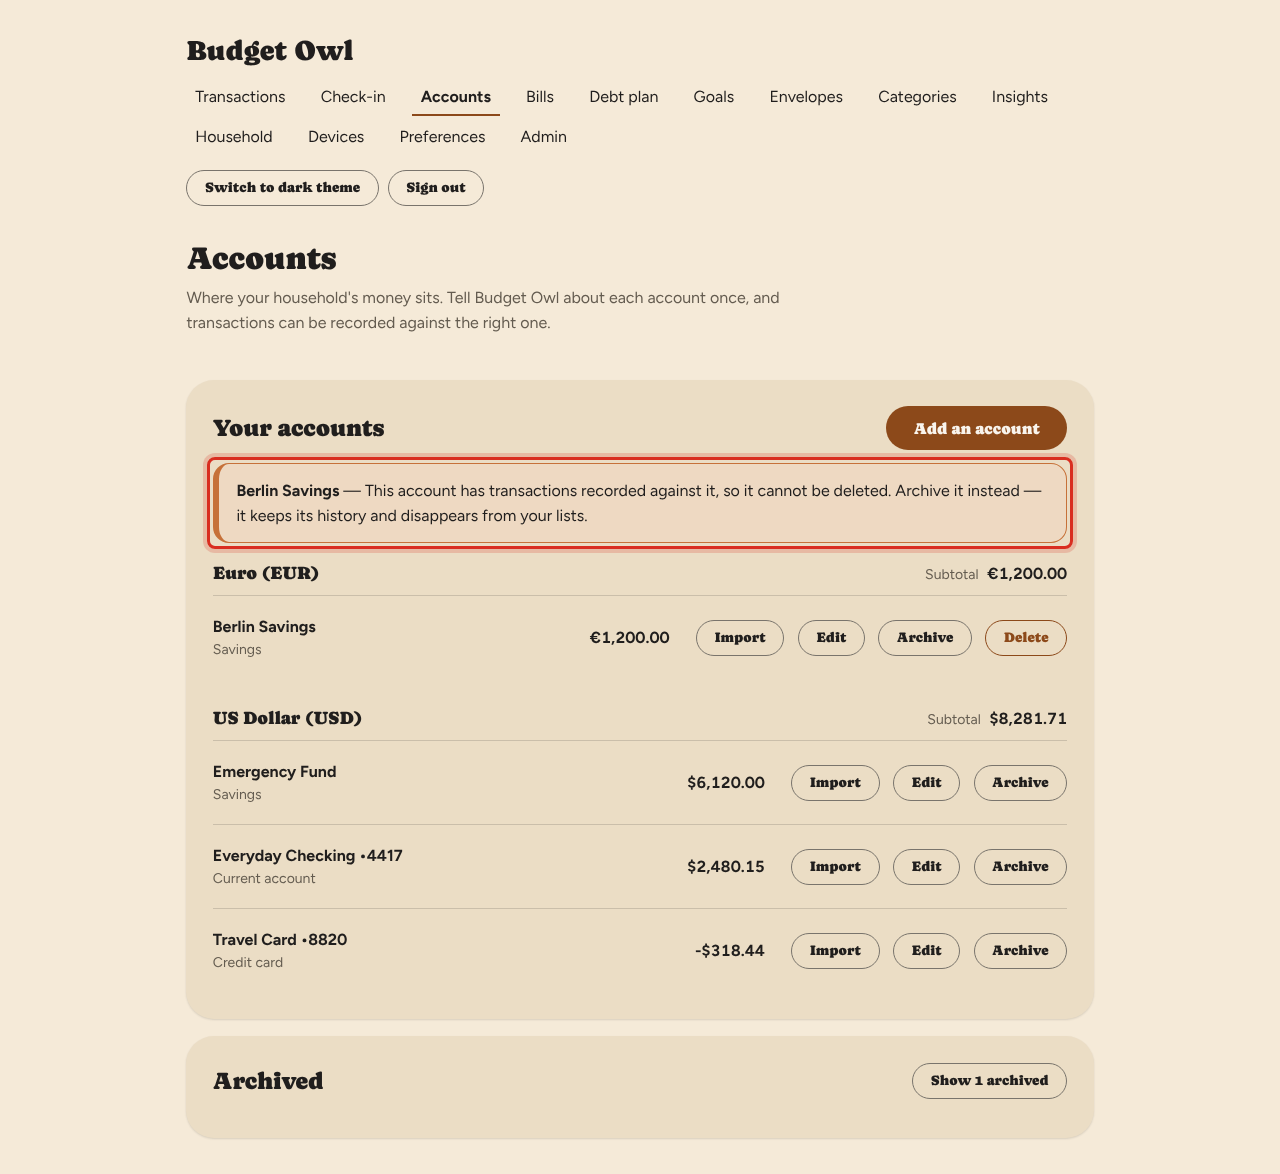 Budget Owl
Transactions Check-in Accounts Bills Debt plan Goals Envelopes Categories Insights
Household Devices Preferences Admin
Switch to dark theme Sign out
Accounts
Where your household's money sits. Tell Budget Owl about each account once, and
transactions can be recorded against the right one.
Your accounts Add an account
Berlin Savings — This account has transactions recorded against it, so it cannot be deleted. Archive it instead —
it keeps its history and disappears from your lists.
Euro (EUR) Subtotal €1,200.00
Berlin Savings
Savings
€1,200.00 Import Edit Archive Delete
US Dollar (USD) Subtotal $8,281.71
Emergency Fund
Savings
$6,120.00 Import Edit Archive
Everyday Checking •4417
Current account
$2,480.15 Import Edit Archive
Travel Card •8820
Credit card
-$318.44 Import Edit Archive
Archived Show 1 archived